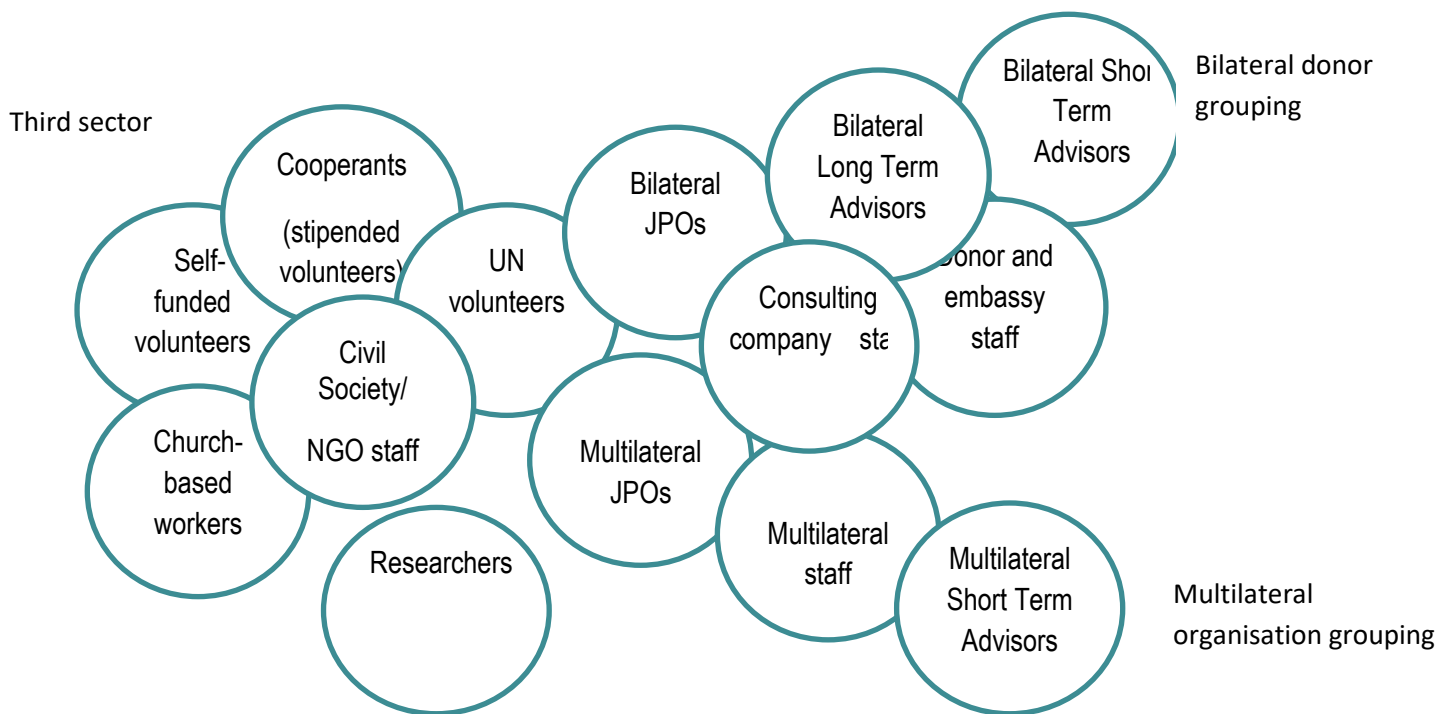 Third sector
Cooperants
(stipended
volunteers)
Self-
funded
volunteers
UN
volunteers
Civil
Society/
NGO staff
Church-
based
workers
Researchers
Bilateral
JPOs
Multilateral
JPOs
Bilateral
Long Term
Advisors
Consulting
company
Bilateral
Term
Advisors
Donor and
embassy
staff
Multilateral
staff
Multilateral
Short Term
Advisors
Bilateral donor
grouping
Multilateral
organisation grouping